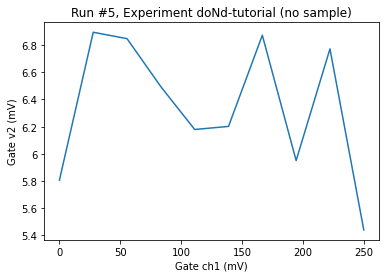 Run #5, Experiment doNd-tutorial (no sample)
Gate v2 (mV)
6.8
6.6
6.4
6.2
6
5.8
5.6
5.4
0 50 100 150 200 250
Gate ch1 (mV)